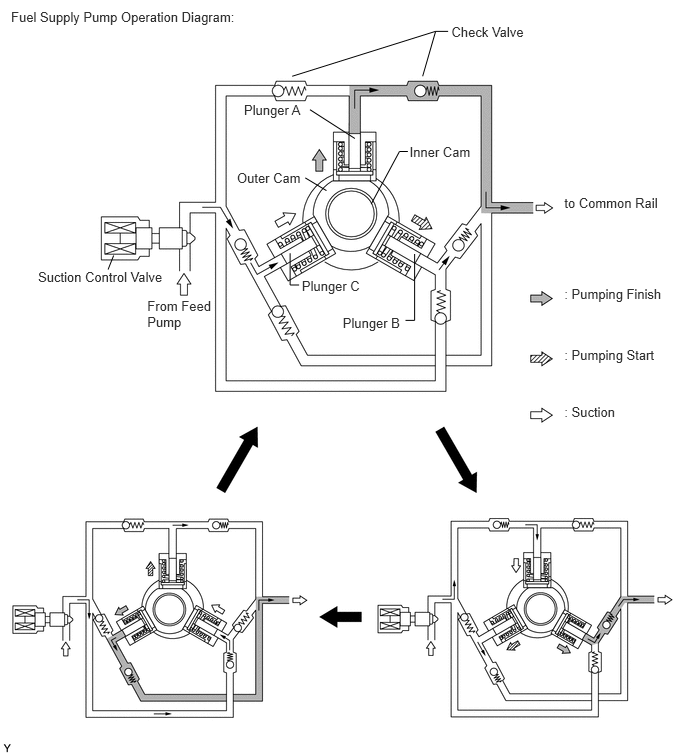 Fuel Supply Pump Operation Diagram:
Check Valve
Plunger A
Inner Cam
Outer Cam
to Common Rail
Suction Control Valve
Plunger C
From Feed
Pump
Plunger B
: Pumping Finish
: Pumping Start
: Suction
Y